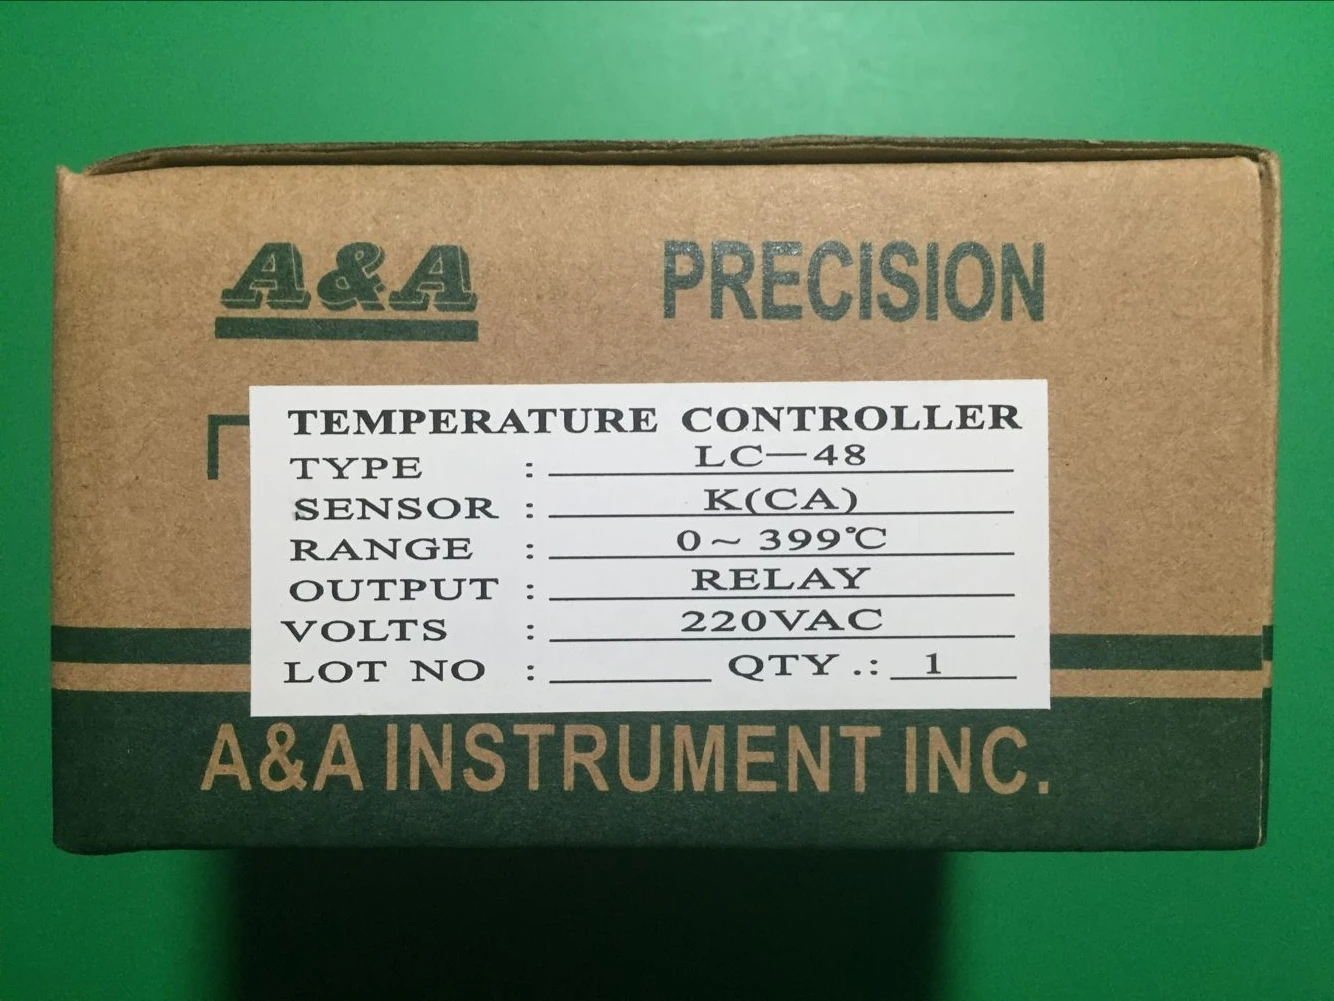 A&A PRECISION
TEMPERATURE CONTROLLER
TYPE : LC—48
SENSOR : K(CA)
RANGE : 0~399℃
OUTPUT : RELAY
VOLTS : 220VAC
LOT NO : QTY.: 1
A&A INSTRUMENT INC.